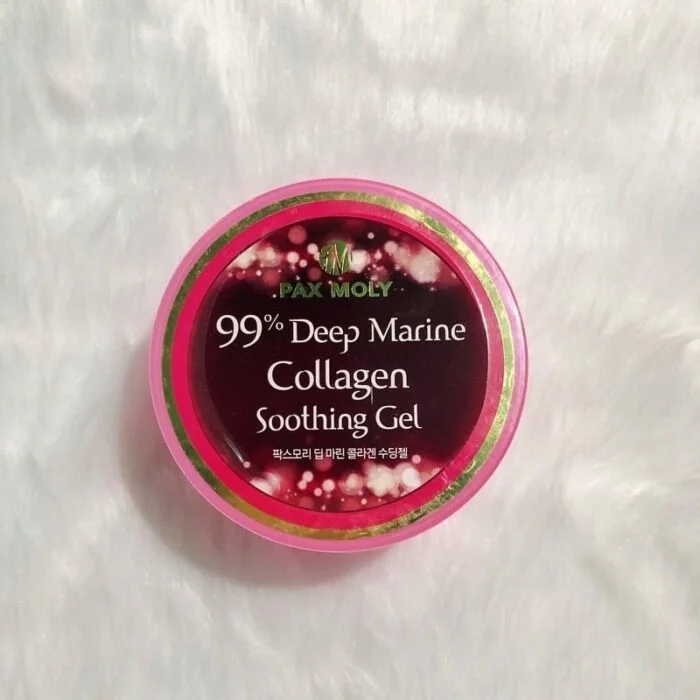 PM
PAX MOLY
99% Deep Marine
Collagen
Soothing Gel
팍스모리 딥 마린 콜라겐 수딩젤